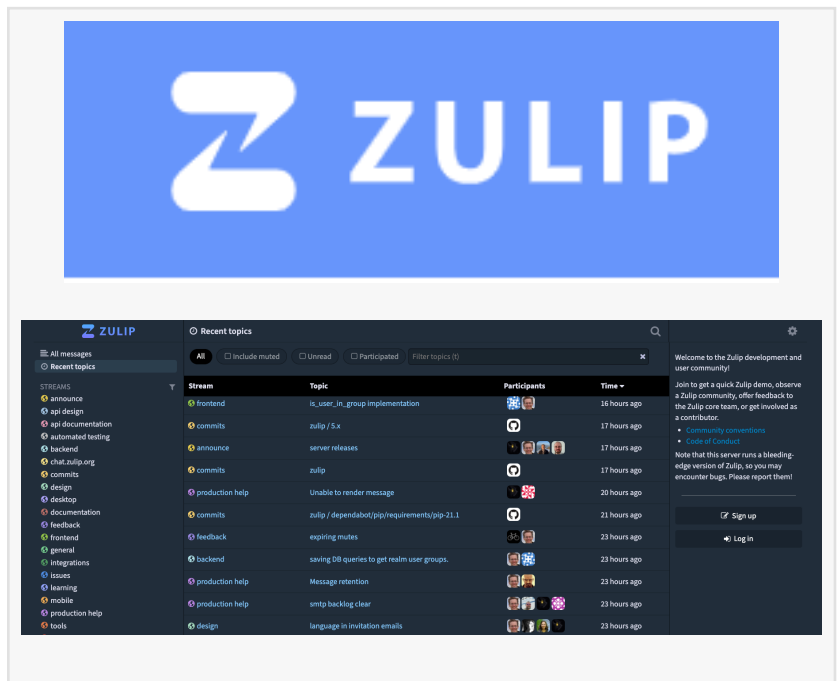 ZULIP
ZULIP
All messages
Recent topics
STREAMS
announce
api design
api documentation
automated testing
backend
chat.zulip.org
commits
design
desktop
documentation
feedback
frontend
general
integrations
issues
learning
mobile
production help
tools
Recent topics
All Include muted Unread Participated Filter topics (t)
Stream Topic Participants Time
frontend is_user_in_group implementation 16 hours ago
commits zulip / 5.x 17 hours ago
announce server releases 17 hours ago
commits zulip 17 hours ago
production help Unable to render message 20 hours ago
commits zulip / dependabot/pip/requirements/pip-21.1 21 hours ago
feedback expiring mutes 23 hours ago
backend saving DB queries to get realm user groups. 23 hours ago
production help Message retention 23 hours ago
production help smtp backlog clear 23 hours ago
design language in invitation emails 23 hours ago
Welcome to the Zulip development and
user community!
Join to get a quick Zulip demo, observe
a Zulip community, offer feedback to
the Zulip core team, or get involved as
a contributor.
Community conventions
Code of Conduct
Note that this server runs a bleeding-
edge version of Zulip, so you may
encounter bugs. Please report them!
Sign up
Log in